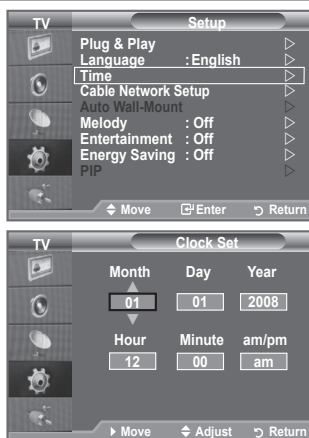 TV Setup
Plug & Play
Language : English
Time
Cable Network Setup
Auto Wall-Mount
Melody : Off
Entertainment : Off
Energy Saving : Off
PIP
Move Enter Return
TV Clock Set
Month Day Year
01 01 2008
Hour Minute am/pm
12 00 am
Move Adjust Return